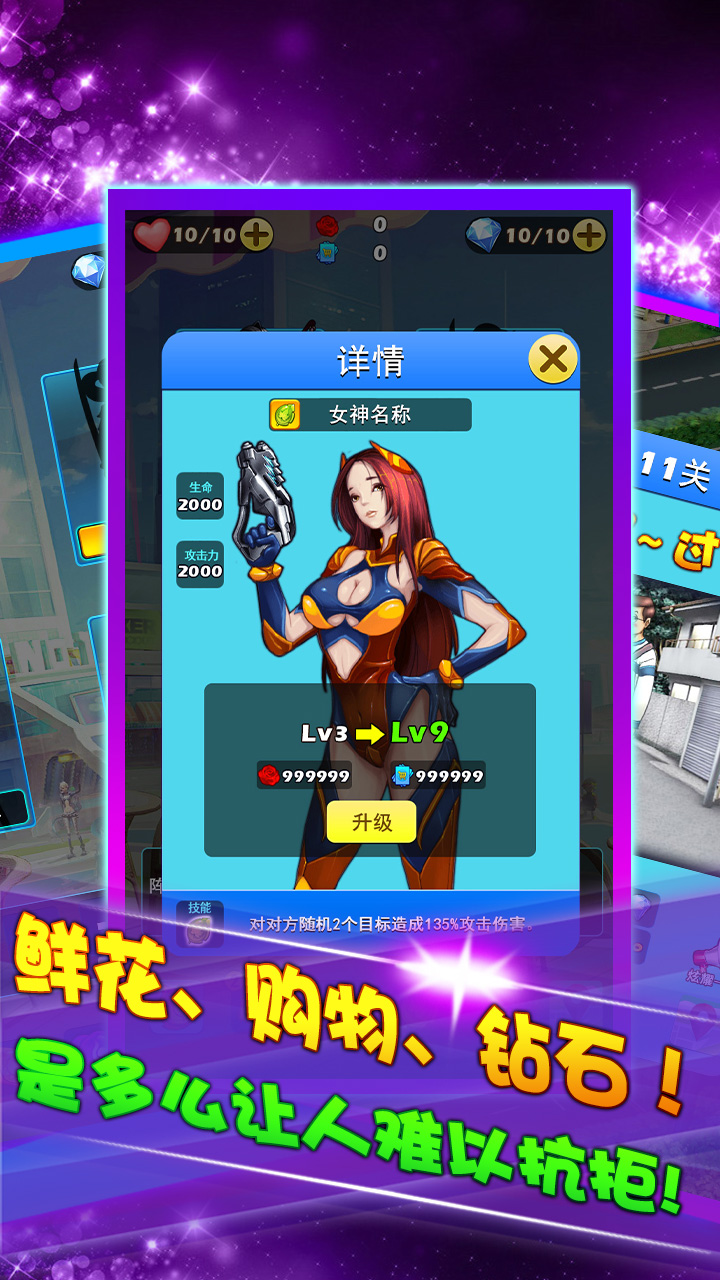 10/10
0
10/10
0
详情
女神名称
生命
2000
攻击力
2000
11关
~过
Lv3
Lv9
999999
999999
升级
技能
对对方随机2个目标造成135%攻击伤害。
阵
炫耀
鲜花、购物、钻石！
是多么让人难以抗拒!